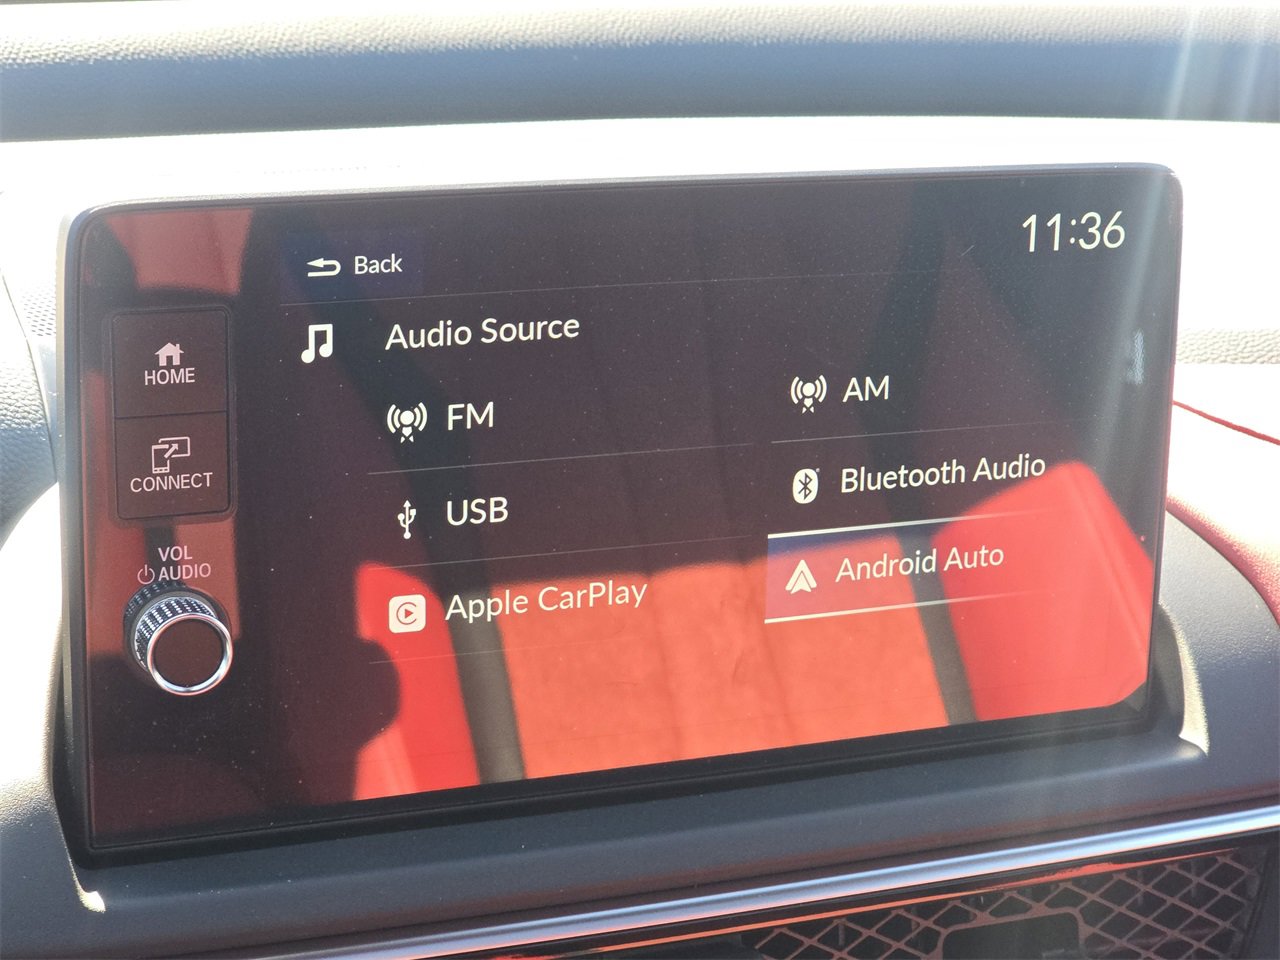 11:36
Back
Audio Source
HOME
FM
AM
CONNECT
USB
Bluetooth Audio
VOL
AUDIO
Apple CarPlay
Android Auto